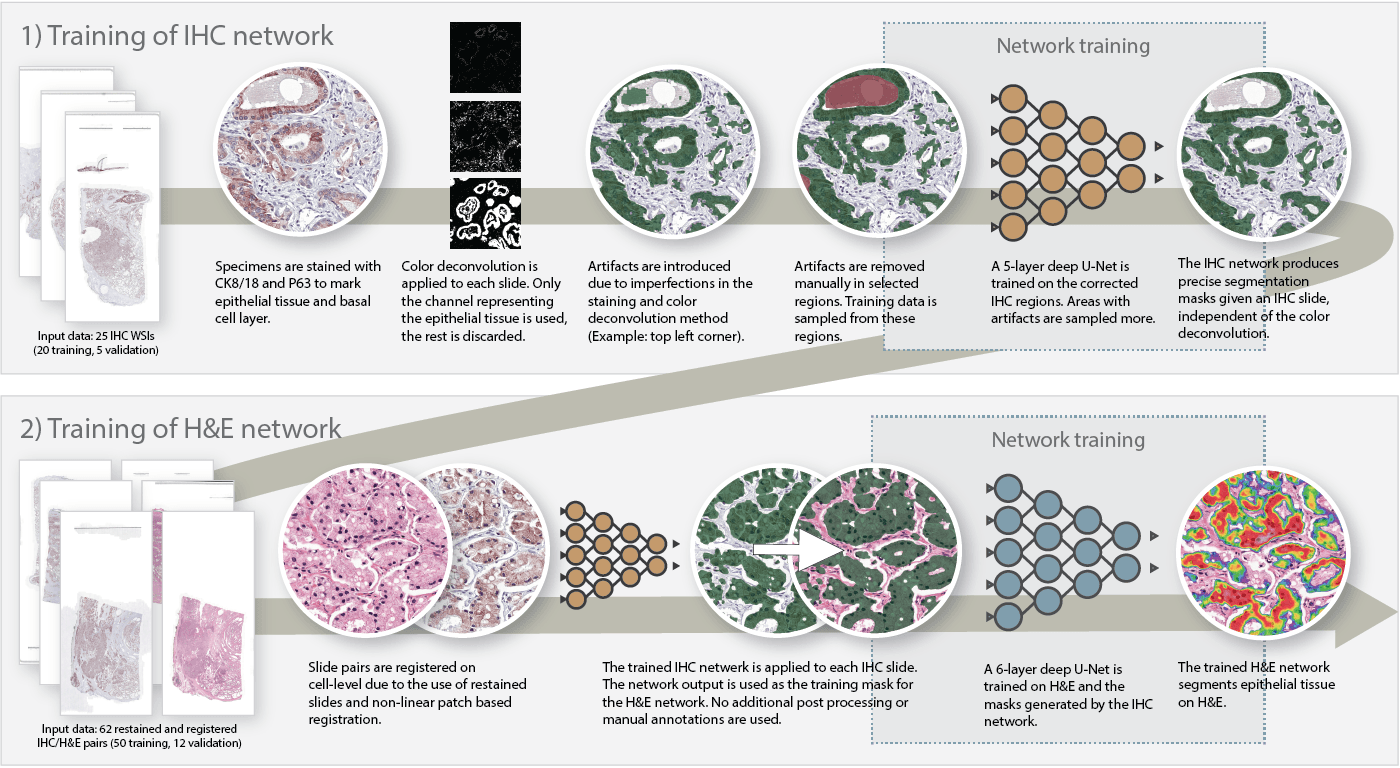 1) Training of IHC network
Network training
Specimens are stained with
CK8/18 and P63 to mark
epithelial tissue and basal
cell layer.
Color deconvolution is
applied to each slide. Only
the channel representing
the epithelial tissue is used,
the rest is discarded.
Artifacts are introduced
due to imperfections in the
staining and color
deconvolution method
(Example: top left corner).
Artifacts are removed
manually in selected
regions. Training data is
sampled from these
regions.
A 5-layer deep U-Net is
trained on the corrected
IHC regions. Areas with
artifacts are sampled more.
The IHC network produces
precise segmentation
masks given an IHC slide,
independent of the color
deconvolution.
Input data: 25 IHC WSIs
(20 training, 5 validation)
2) Training of H&E network
Network training
Slide pairs are registered on
cell-level due to the use of restained
slides and non-linear patch based
registration.
The trained IHC netwerk is applied to each IHC slide.
The network output is used as the training mask for
the H&E network. No additional post processing or
manual annotations are used.
A 6-layer deep U-Net is
trained on H&E and the
masks generated by the IHC
network.
The trained H&E network
segments epithelial tissue
on H&E.
Input data: 62 restained and registered
IHC/H&E pairs (50 training, 12 validation)